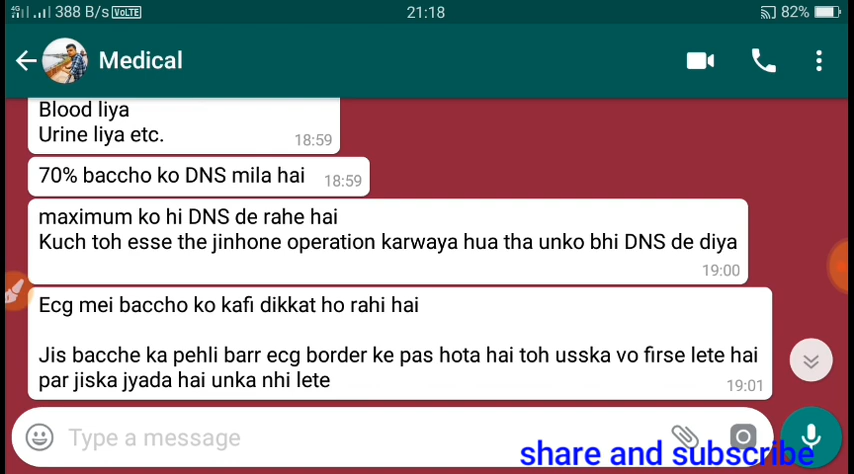 4G 388 B/s VoLTE 21:18 82%
Medical
Blood liya
Urine liya etc.
18:59
70% baccho ko DNS mila hai 18:59
maximum ko hi DNS de rahe hai
Kuch toh esse the jinhone operation karwaya hua tha unko bhi DNS de diya
19:00
Ecg mei baccho ko kafi dikkat ho rahi hai
Jis bacche ka pehli barr ecg border ke pas hota hai toh usska vo firse lete hai
par jiska jyada hai unka nhi lete
19:01
Type a message
share and subscribe